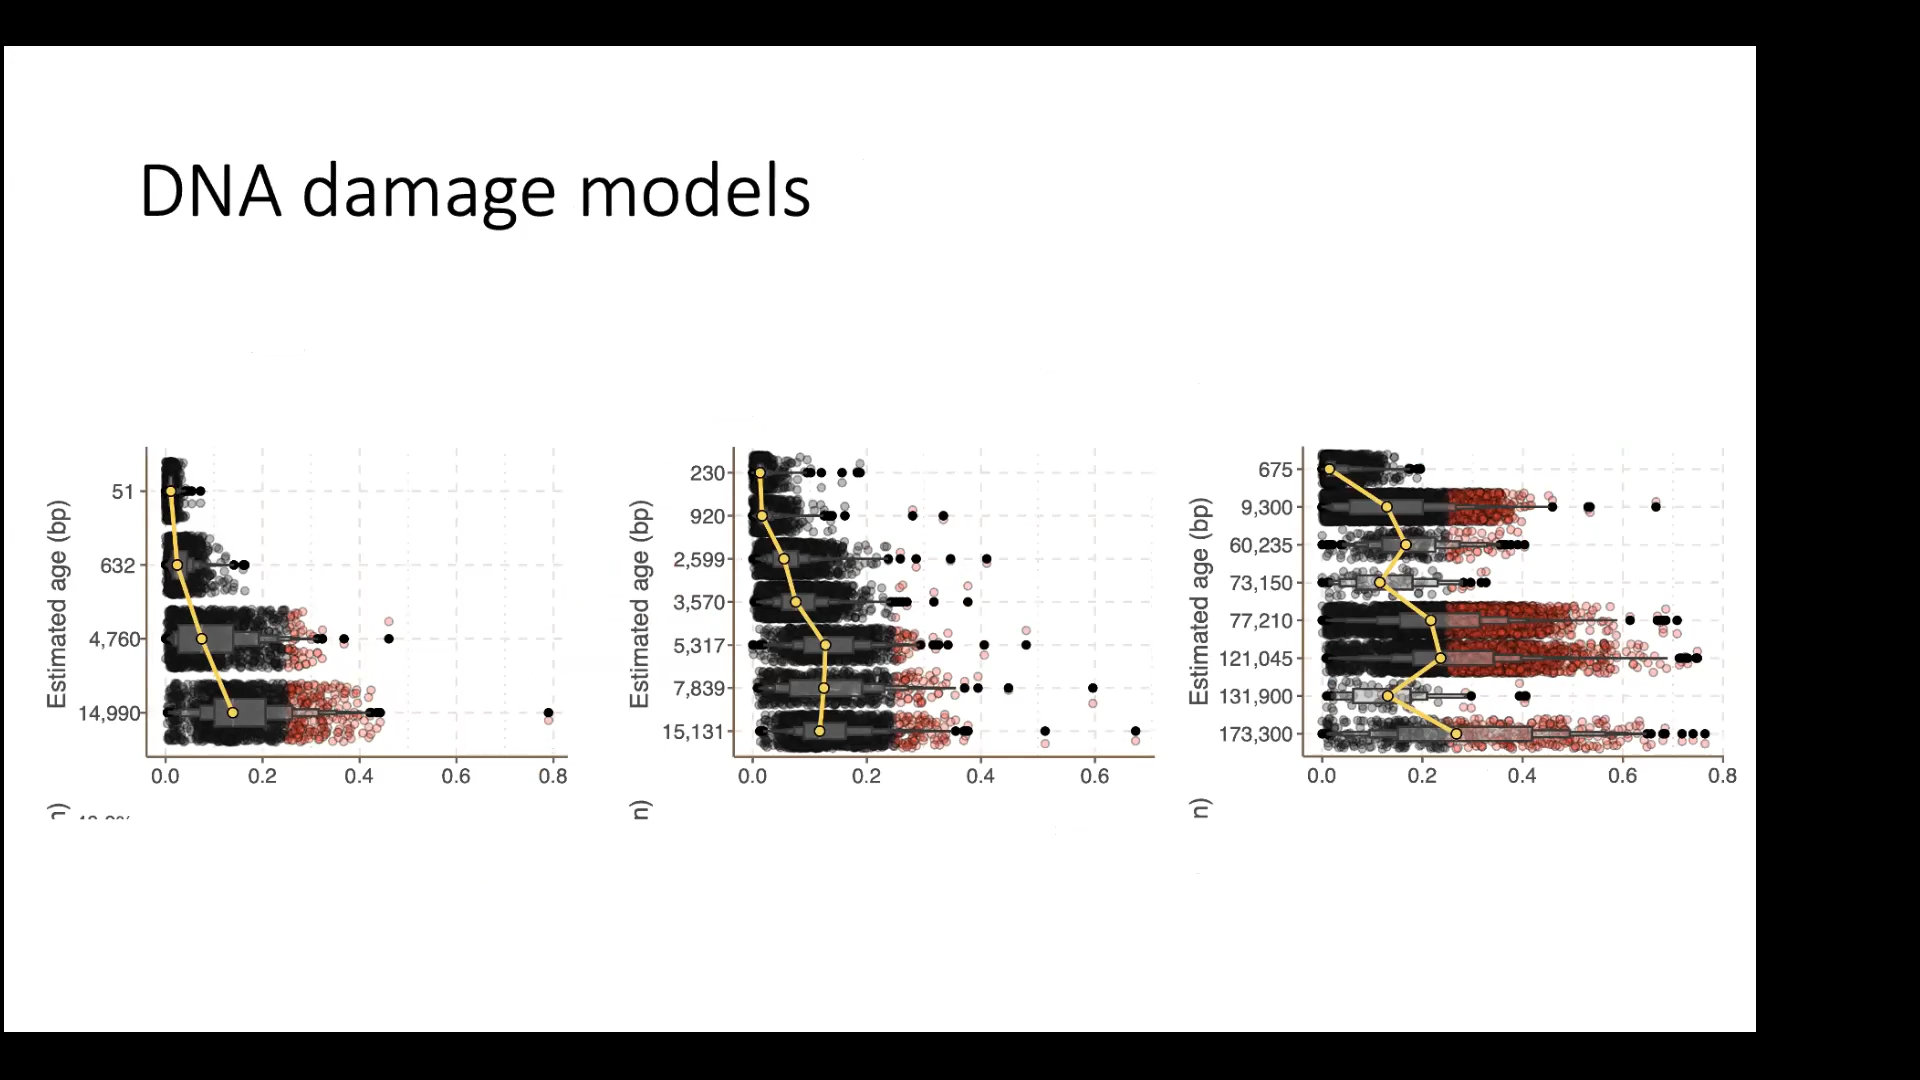 DNA damage models
Estimated age (bp)
51
632
4,760
14,990
0.0 0.2 0.4 0.6 0.8
Estimated age (bp)
230
920
2,599
3,570
5,317
7,839
15,131
0.0 0.2 0.4 0.6
Estimated age (bp)
675
9,300
60,235
73,150
77,210
121,045
131,900
173,300
0.0 0.2 0.4 0.6 0.8
n)
n)